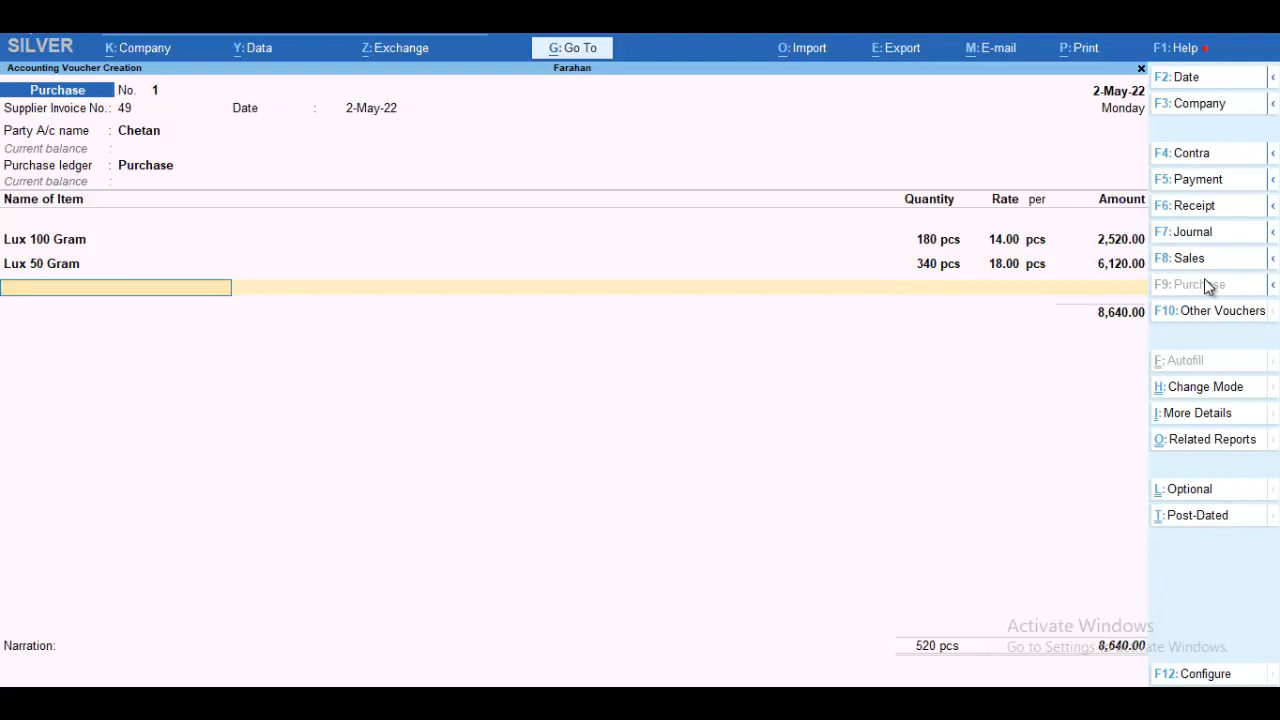 SILVER K: Company Y: Data Z: Exchange G: Go To O: Import E: Export M: E-mail P: Print F1: Help
Accounting Voucher Creation Farahan ×
Purchase No. 1 2-May-22
Supplier Invoice No.: 49 Date : 2-May-22 Monday
Party A/c name : Chetan
Current balance :
Purchase ledger : Purchase
Current balance :
Name of Item Quantity Rate per Amount
Lux 100 Gram 180 pcs 14.00 pcs 2,520.00
Lux 50 Gram 340 pcs 18.00 pcs 6,120.00
8,640.00
Narration: 520 pcs 8,640.00
F2: Date
F3: Company
F4: Contra
F5: Payment
F6: Receipt
F7: Journal
F8: Sales
F9: Purchase
F10: Other Vouchers
F: Autofill
H: Change Mode
I: More Details
O: Related Reports
L: Optional
T: Post-Dated
Activate Windows
Go to Settings to activate Windows.
F12: Configure